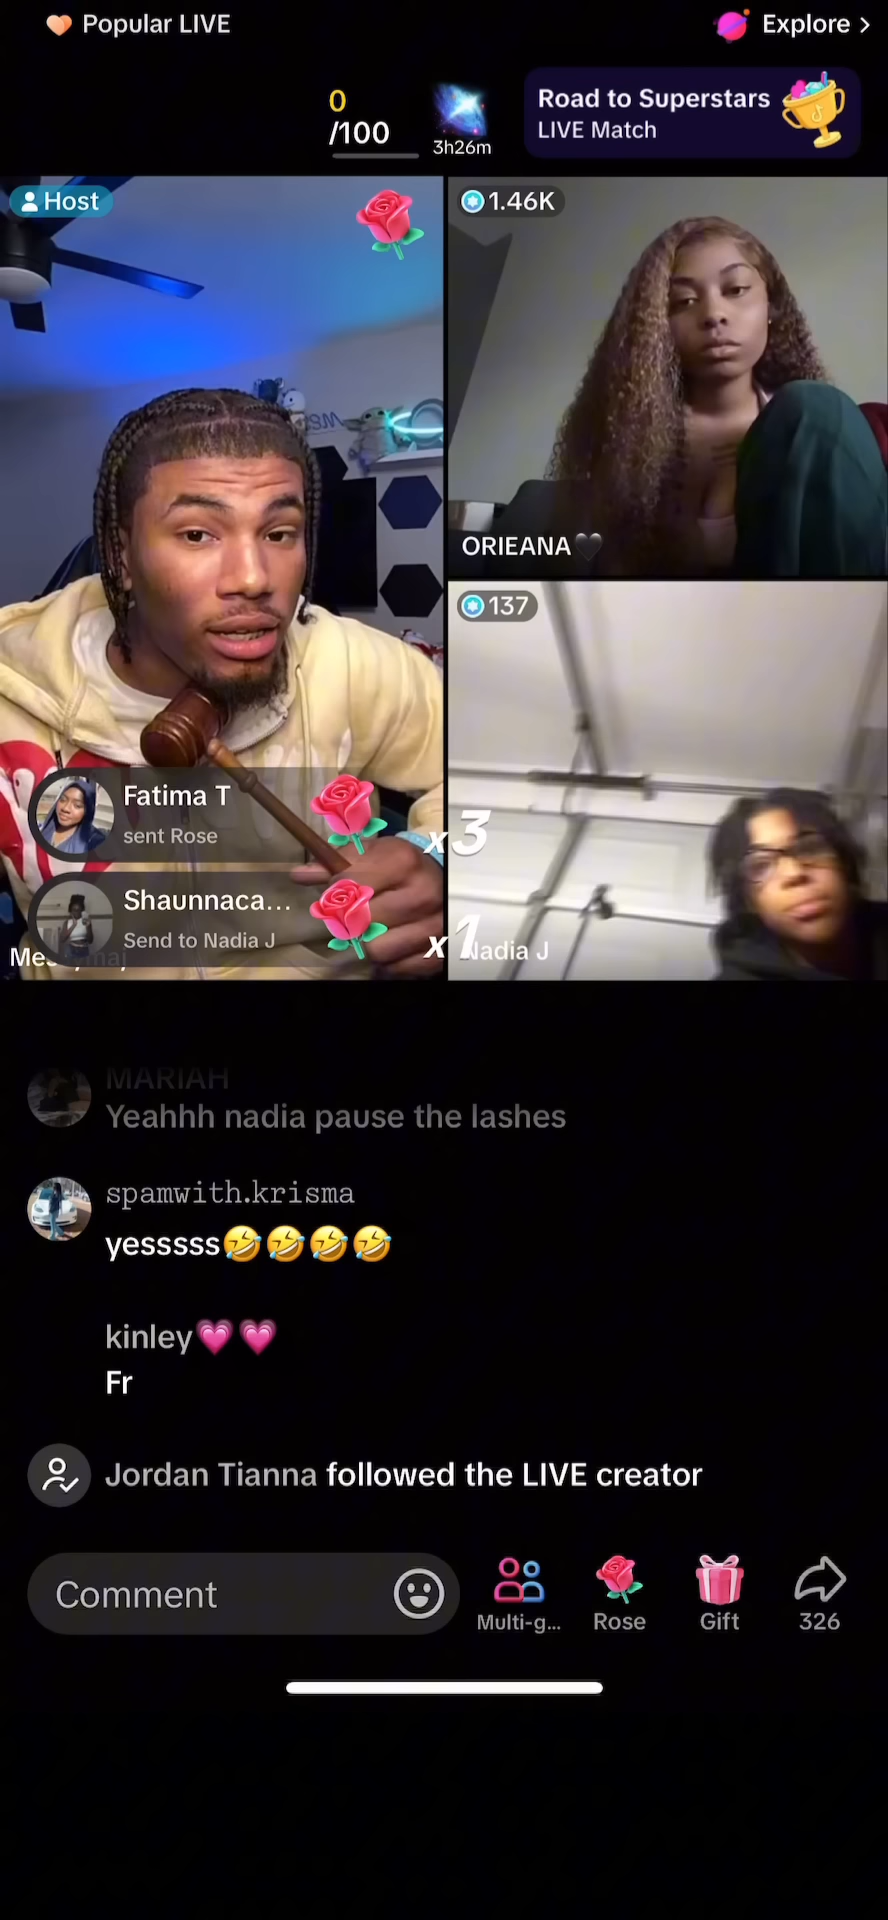 Popular LIVE
Explore >
0
/100
3h26m
Road to Superstars
LIVE Match
Host
1.46K
ORIEANA🖤
137
Fatima T
sent Rose
x3
Shaunnaca...
Send to Nadia J
x1
Nadia J
MARIAH
Yeahhh nadia pause the lashes
spamwith.krisma
yesssss🤣🤣🤣🤣
kinley💗💗
Fr
Jordan Tianna followed the LIVE creator
Comment
Multi-g...
Rose
Gift
326